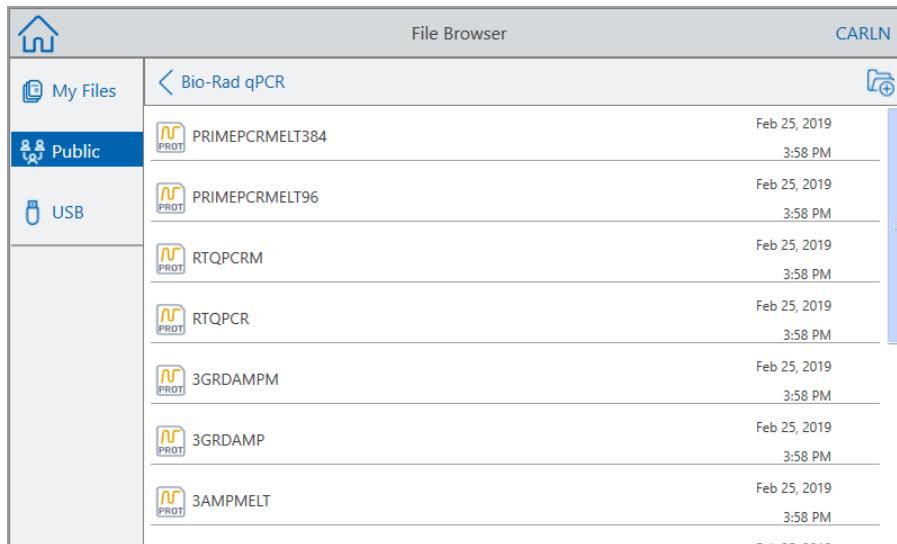 File Browser
CARLN
My Files
Public
USB
Bio-Rad qPCR
PROT
PRIMEPCRMELT384
Feb 25, 2019
3:58 PM
PROT
PRIMEPCRMELT96
Feb 25, 2019
3:58 PM
PROT
RTQPCRM
Feb 25, 2019
3:58 PM
PROT
RTQPCR
Feb 25, 2019
3:58 PM
PROT
3GRDAMPM
Feb 25, 2019
3:58 PM
PROT
3GRDAMP
Feb 25, 2019
3:58 PM
PROT
3AMPMELT
Feb 25, 2019
3:58 PM